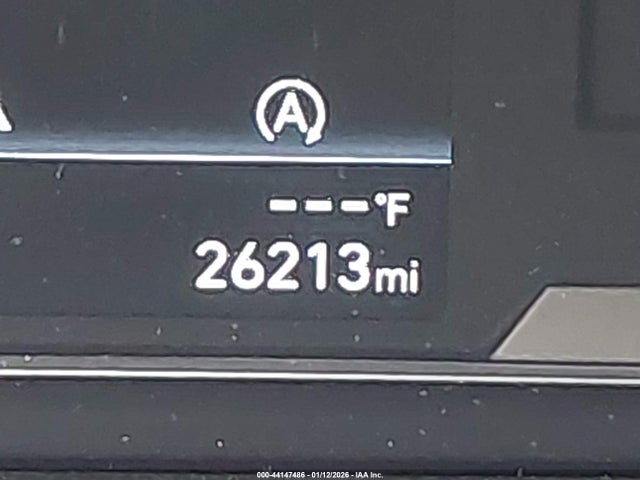 A
---°F
26213mi
000-44147486 - 01/12/2026 - IAA Inc.